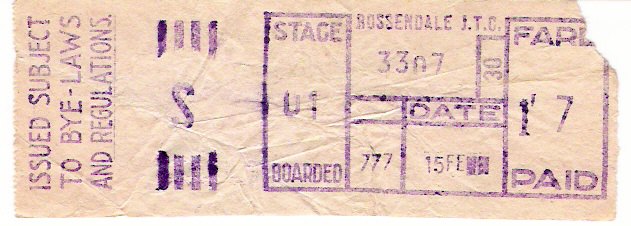 ISSUED SUBJECT
TO BYE-LAWS
AND REGULATIONS.
S
STAGE
01
BOARDED
ROSSENDALE J.T.C.
3307
30
DATE
777
15FE
FARE
1' 7
PAID